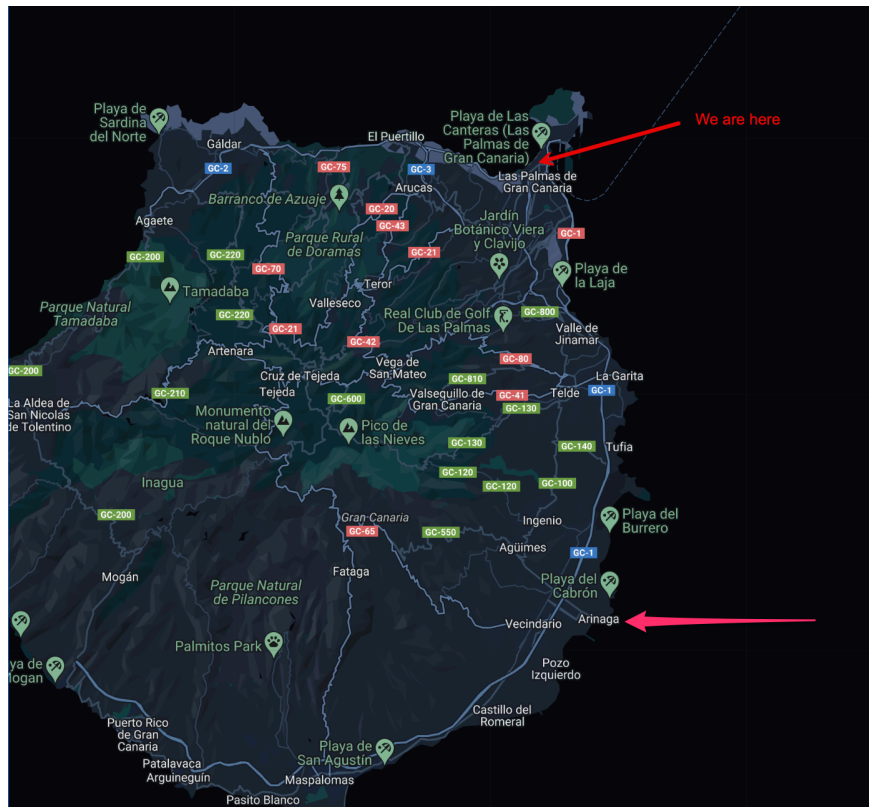 Playa de
Sardina
del Norte
Gáldar
El Puertillo
Playa de Las
Canteras (Las
Palmas de
Gran Canaria)
We are here
GC-2
GC-75
GC-3
Las Palmas de
Gran Canaria
Barranco de Azuaje
Arucas
GC-20
GC-43
Agaete
Parque Rural
de Doramas
Jardín
Botánico Viera
y Clavijo
GC-1
GC-200
GC-220
GC-21
GC-70
Playa de
la Laja
Tamadaba
Teror
Parque Natural
Tamadaba
Valleseco
GC-220
Real Club de Golf
De Las Palmas
GC-800
GC-21
Valle de
Jinamar
GC-42
Artenara
GC-80
GC-200
Cruz de Tejeda
Vega de
San Mateo
GC-810
La Garita
Tejeda
GC-210
Valsequillo de
Gran Canaria
GC-41
Telde
GC-1
La Aldea de
San Nicolas
de Tolentino
GC-600
GC-130
Monumento
natural del
Roque Nublo
Pico de
las Nieves
GC-130
GC-140
Tufia
GC-120
Inagua
GC-120
GC-100
GC-200
Gran Canaria
GC-65
GC-550
Ingenio
Playa del
Burrero
Agüimes
GC-1
Mogán
Fataga
Parque Natural
de Pilancones
Playa del
Cabrón
Arinaga
Vecindario
Palmitos Park
ya de
Mogan
Pozo
Izquierdo
Castillo del
Romeral
Puerto Rico
de Gran
Canaria
Playa de
San Agustín
Patalavaca
Arguineguín
Maspalomas
Pasito Blanco